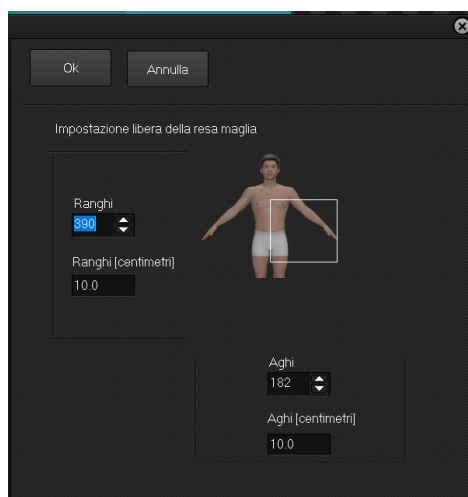 Ok
Annulla
Impostazione libera della resa maglia
Ranghi
390
Ranghi [centimetri]
10.0
Aghi
182
Aghi [centimetri]
10.0